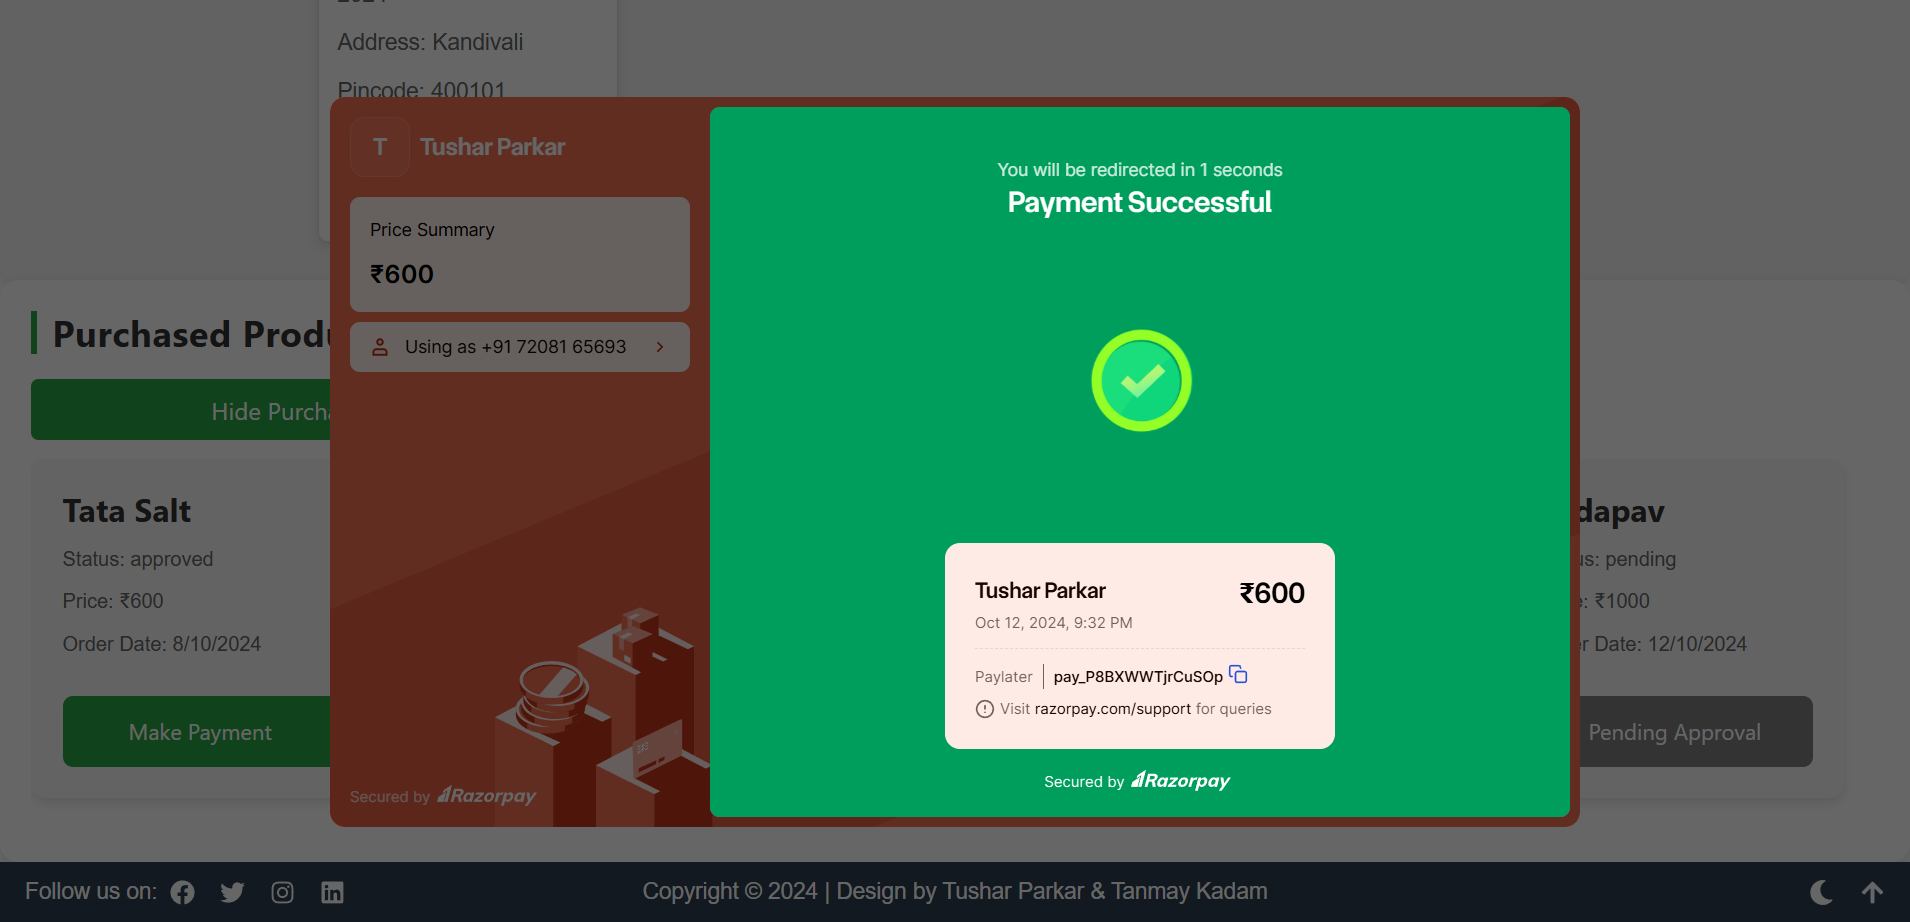 Address: Kandivali
Pincode: 400101
T
Tushar Parkar
Price Summary
₹600
Using as +91 72081 65693
Secured by Razorpay
You will be redirected in 1 seconds
Payment Successful
Tushar Parkar
₹600
Oct 12, 2024, 9:32 PM
Paylater
pay_P8BXWWTjrCuSOp
Visit razorpay.com/support for queries
Secured by Razorpay
Purchased Produ
Hide Purcha
Tata Salt
Status: approved
Price: ₹600
Order Date: 8/10/2024
Make Payment
dapav
us: pending
e: ₹1000
r Date: 12/10/2024
Pending Approval
Follow us on:
Copyright © 2024 | Design by Tushar Parkar & Tanmay Kadam